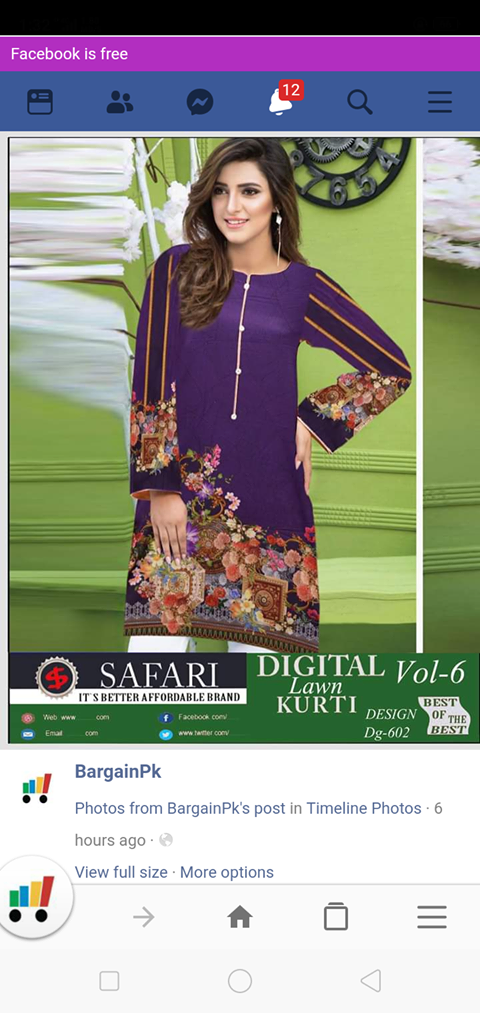 Facebook is free
12
7654
SAFARI
IT'S BETTER AFFORDABLE BRAND
Web www.........com
Facebook.com/.....
Email ...........com
www.twitter.com/.....
DIGITAL
Lawn
KURTI
Vol-6
DESIGN
Dg-602
BEST
OF THE
BEST
BargainPk
Photos from BargainPk's post in Timeline Photos · 6
hours ago ·
View full size · More options